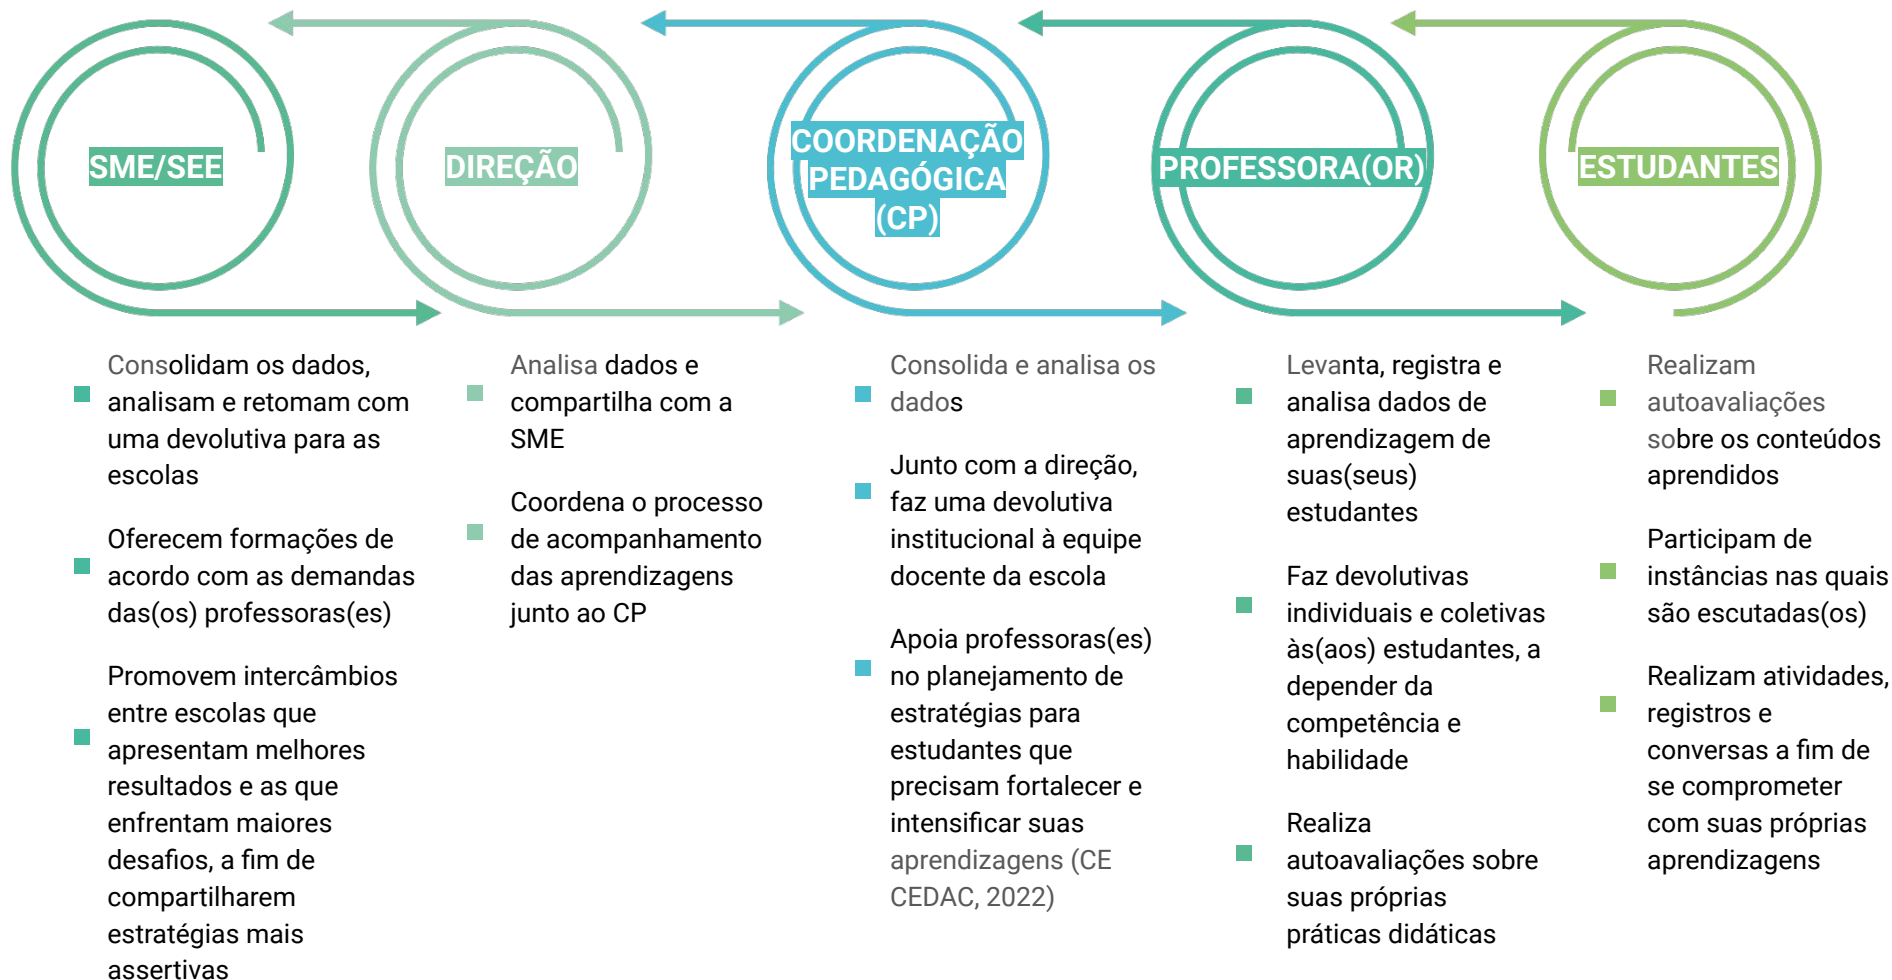 SME/SEE
DIREÇÃO
COORDENAÇÃO
PEDAGÓGICA
(CP)
PROFESSORA(OR)
ESTUDANTES
Consolidam os dados,
analisam e retomam com
uma devolutiva para as
escolas
Oferecem formações de
acordo com as demandas
das(os) professoras(es)
Promovem intercâmbios
entre escolas que
apresentam melhores
resultados e as que
enfrentam maiores
desafios, a fim de
compartilharem
estratégias mais
assertivas
Analisa dados e
compartilha com a
SME
Coordena o processo
de acompanhamento
das aprendizagens
junto ao CP
Consolida e analisa os
dados
Junto com a direção,
faz uma devolutiva
institucional à equipe
docente da escola
Apoia professoras(es)
no planejamento de
estratégias para
estudantes que
precisam fortalecer e
intensificar suas
aprendizagens (CE
CEDAC, 2022)
Levanta, registra e
analisa dados de
aprendizagem de
suas(seus)
estudantes
Faz devolutivas
individuais e coletivas
às(aos) estudantes, a
depender da
competência e
habilidade
Realiza
autoavaliações sobre
suas próprias
práticas didáticas
Realizam
autoavaliações
sobre os conteúdos
aprendidos
Participam de
instâncias nas quais
são escutadas(os)
Realizam atividades,
registros e
conversas a fim de
se comprometer
com suas próprias
aprendizagens